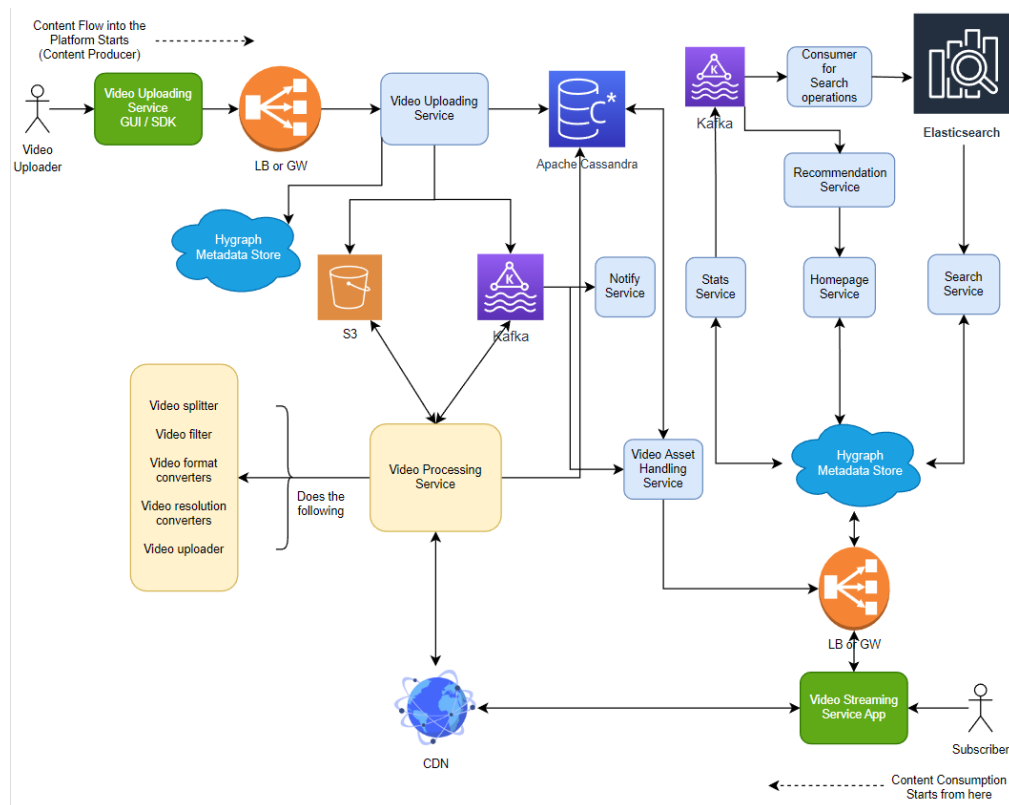 Content Flow into the
Platform Starts
(Content Producer)
Video
Uploader
Video Uploading
Service
GUI / SDK
LB or GW
Video Uploading
Service
C*
Apache Cassandra
K
Kafka
Consumer
for
Search
operations
Elasticsearch
Recommendation
Service
Hygraph
Metadata Store
S3
K
Kafka
Notify
Service
Stats
Service
Homepage
Service
Search
Service
Video splitter
Video filter
Video format
converters
Video resolution
converters
Video uploader
Does the
following
Video Processing
Service
Video Asset
Handling
Service
Hygraph
Metadata Store
LB or GW
CDN
Video Streaming
Service App
Subscriber
Content Consumption
Starts from here